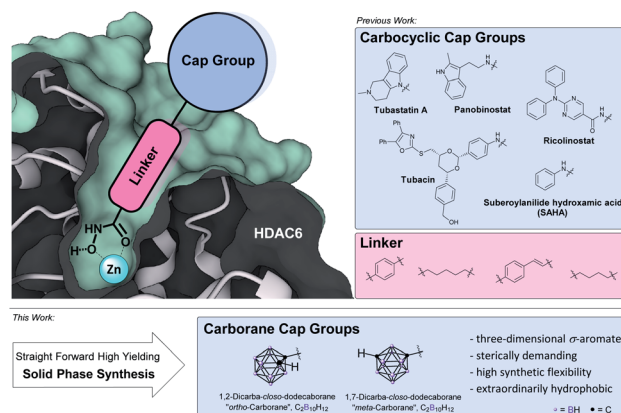 Previous Work:
Carbocyclic Cap Groups
Cap Group
Linker
HN
H
O
O
Zn
HDAC6
Tubastatin A
Panobinostat
Ricolinostat
Tubacin
Suberoylanilide hydroxamic acid
(SAHA)
Linker
This Work:
Straight Forward High Yielding
Solid Phase Synthesis
Carborane Cap Groups
H
H
1,2-Dicarba-closo-dodecaborane
"ortho-Carborane", C₂B₁₀H₁₂
1,7-Dicarba-closo-dodecaborane
"meta-Carborane", C₂B₁₀H₁₂
- three-dimensional σ-aromate
- sterically demanding
- high synthetic flexibility
- extraordinarily hydrophobic
= BH = C